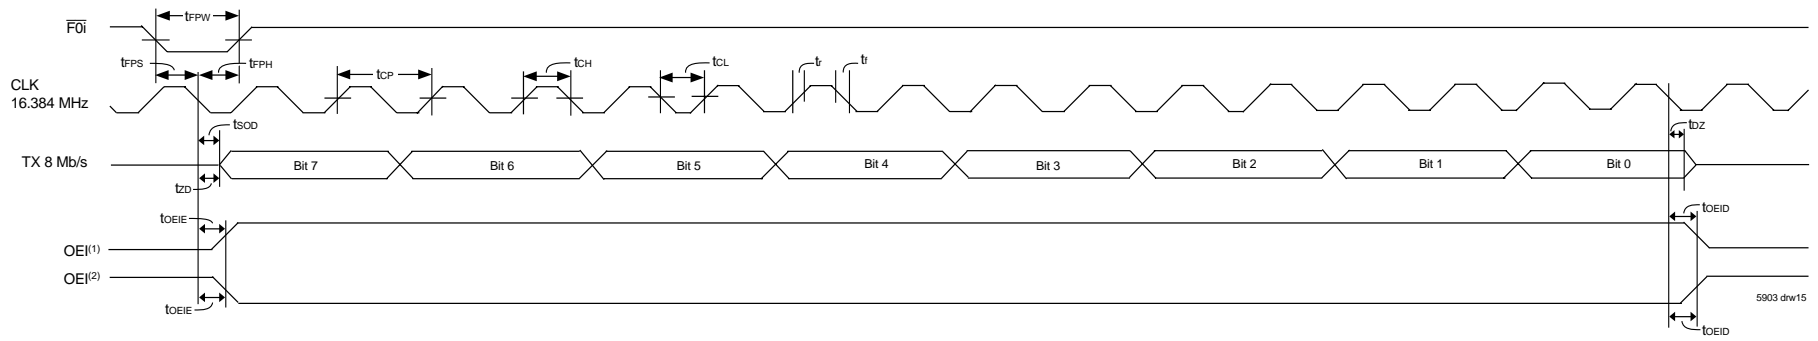 F0i
tFPW
tFPS
tFPH
CLK
16.384 MHz
tCP
tCH
tCL
tr
tf
tSOD
tDZ
TX 8 Mb/s
Bit 7
Bit 6
Bit 5
Bit 4
Bit 3
Bit 2
Bit 1
Bit 0
tZD
tOEIE
tOEID
OEI(1)
OEI(2)
tOEIE
tOEID
5903 drw15